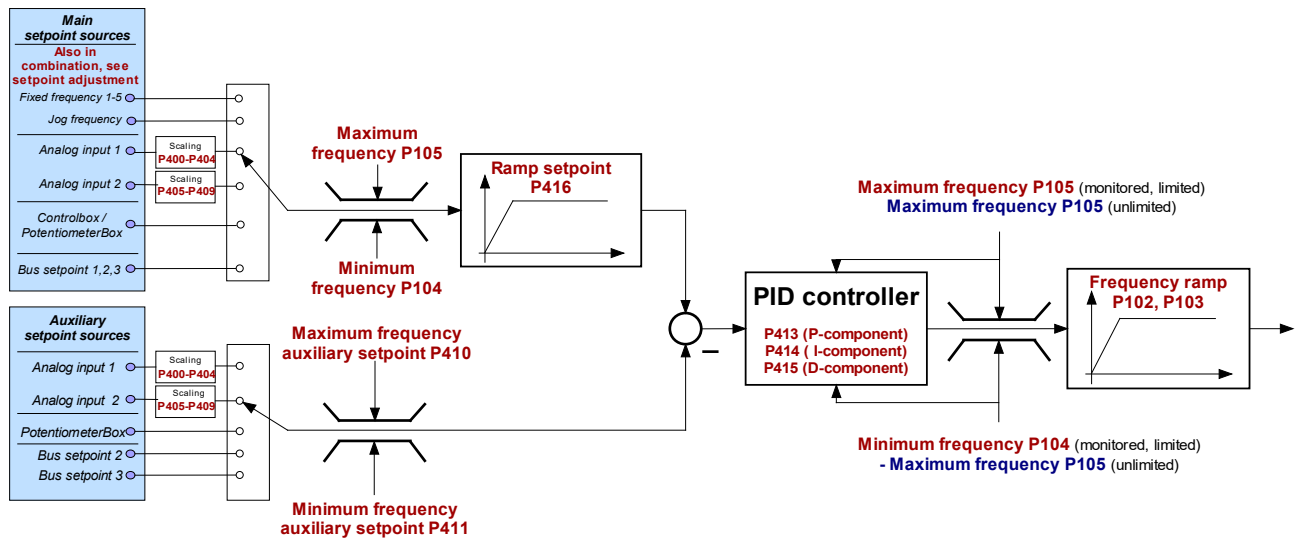 Main
setpoint sources
Also in
combination, see
setpoint adjustment
Fixed frequency 1-5
Jog frequency
Analog input 1
Scaling
P400-P404
Analog input 2
Scaling
P405-P409
Controlbox /
PotentiometerBox
Bus setpoint 1,2,3
Maximum
frequency P105
Minimum
frequency P104
Ramp setpoint
P416
Auxiliary
setpoint sources
Analog input 1
Scaling
P400-P404
Analog input 2
Scaling
P405-P409
PotentiometerBox
Bus setpoint 2
Bus setpoint 3
Maximum frequency
auxiliary setpoint P410
Minimum frequency
auxiliary setpoint P411
–
PID controller
P413 (P-component)
P414 ( I-component)
P415 (D-component)
Maximum frequency P105 (monitored, limited)
Maximum frequency P105 (unlimited)
Minimum frequency P104 (monitored, limited)
- Maximum frequency P105 (unlimited)
Frequency ramp
P102, P103